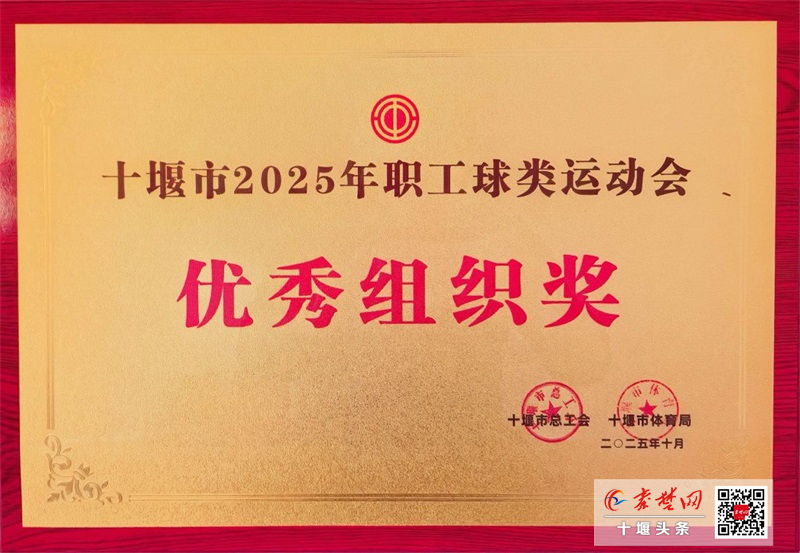 十堰市2025年职工球类运动会
优秀组织奖
十堰市总工会 十堰市体育局
二〇二五年十月
秦楚网
十堰头条